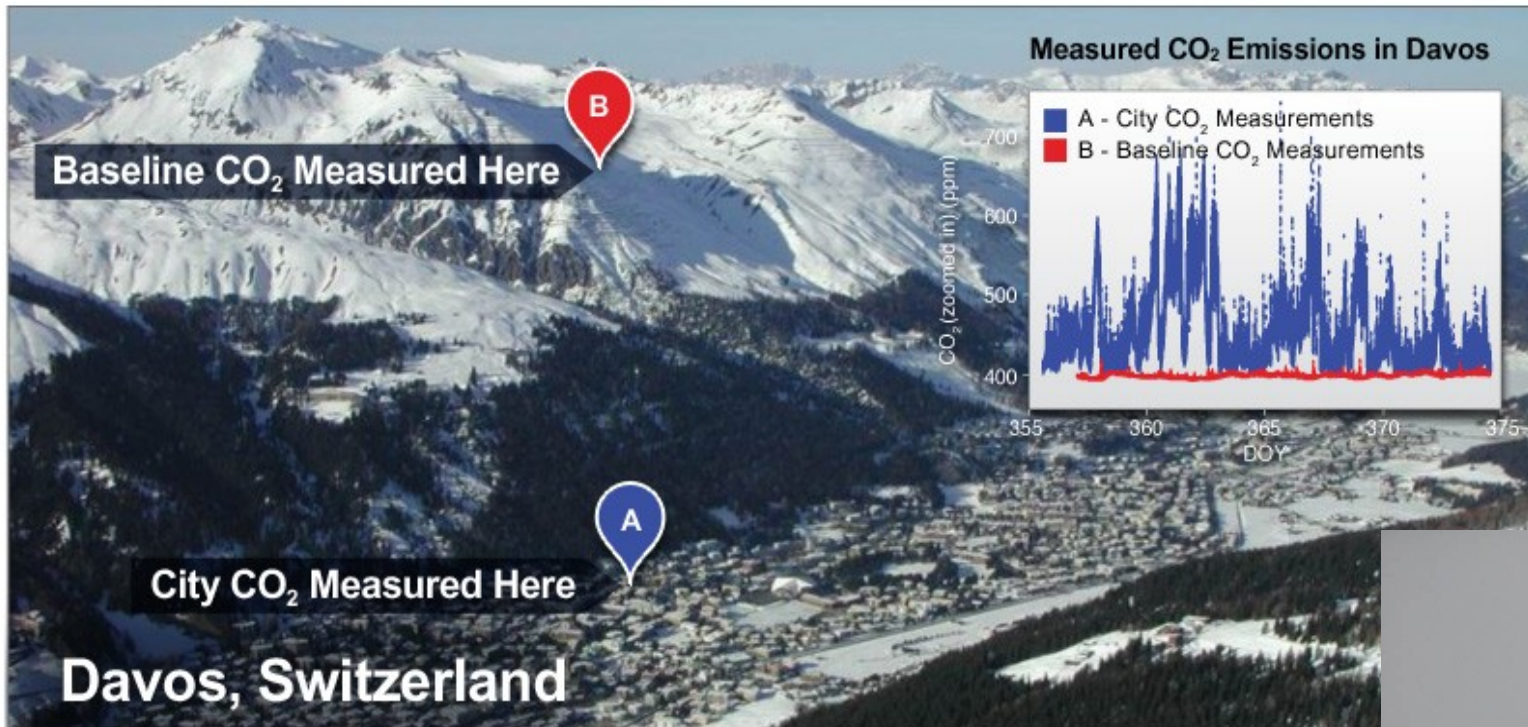 Measured CO₂ Emissions in Davos
A - City CO₂ Measurements
B - Baseline CO₂ Measurements
CO₂ (zoomed in) (ppm)
700
600
500
400
355
360
365
370
375
DOY
B
Baseline CO₂ Measured Here
A
City CO₂ Measured Here
Davos, Switzerland